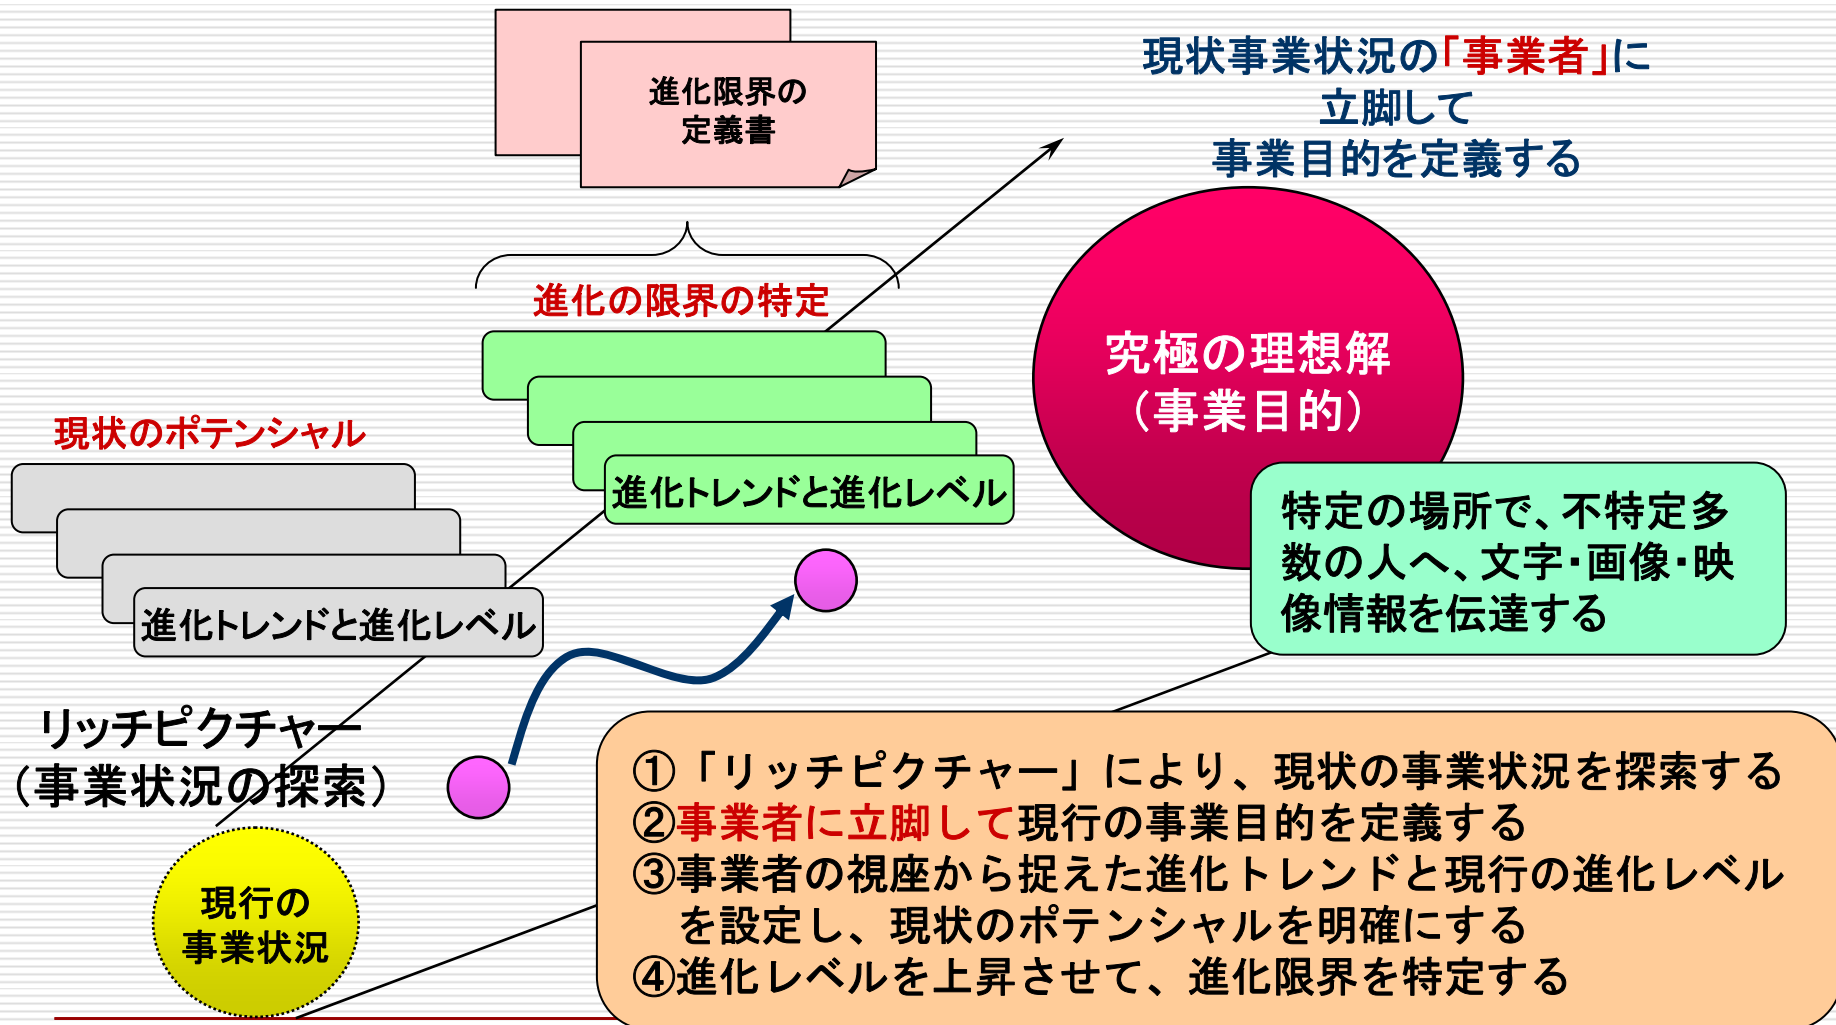 進化限界の
定義書
現状事業状況の「事業者」に
立脚して
事業目的を定義する
進化の限界の特定
進化トレンドと進化レベル
究極の理想解
（事業目的）
現状のポテンシャル
進化トレンドと進化レベル
特定の場所で、不特定多
数の人へ、文字・画像・映
像情報を伝達する
リッチピクチャー
（事業状況の探索）
現行の
事業状況
①「リッチピクチャー」により、現状の事業状況を探索する
②事業者に立脚して現行の事業目的を定義する
③事業者の視座から捉えた進化トレンドと現行の進化レベル
を設定し、現状のポテンシャルを明確にする
④進化レベルを上昇させて、進化限界を特定する